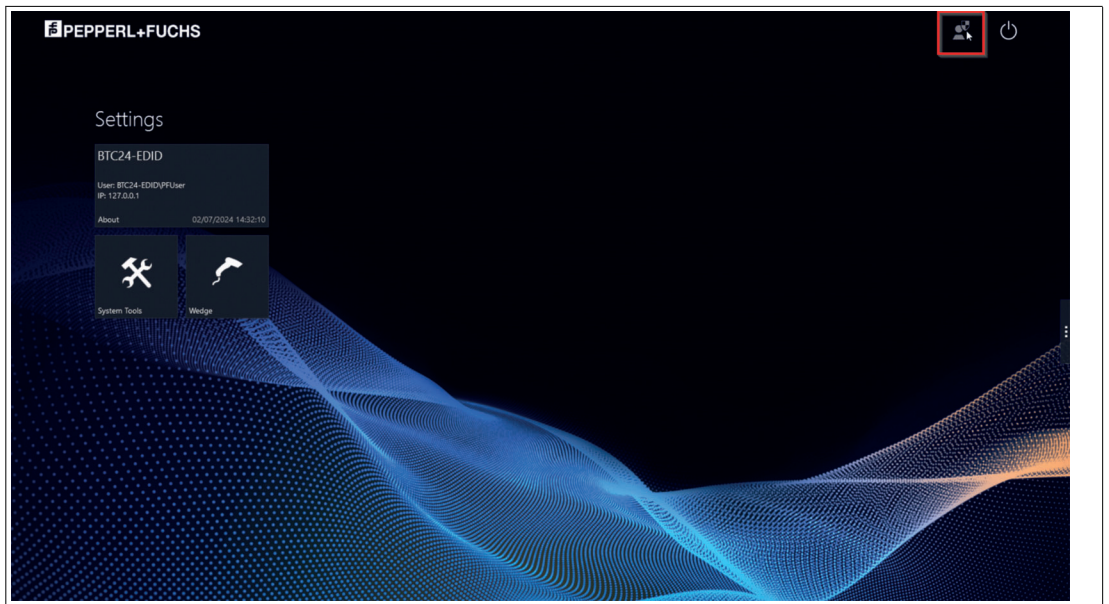 PEPPERL+FUCHS
Settings
BTC24-EDID
User: BTC24-EDID\PFUser
IP: 127.0.0.1
About 02/07/2024 14:32:10
System Tools Wedge